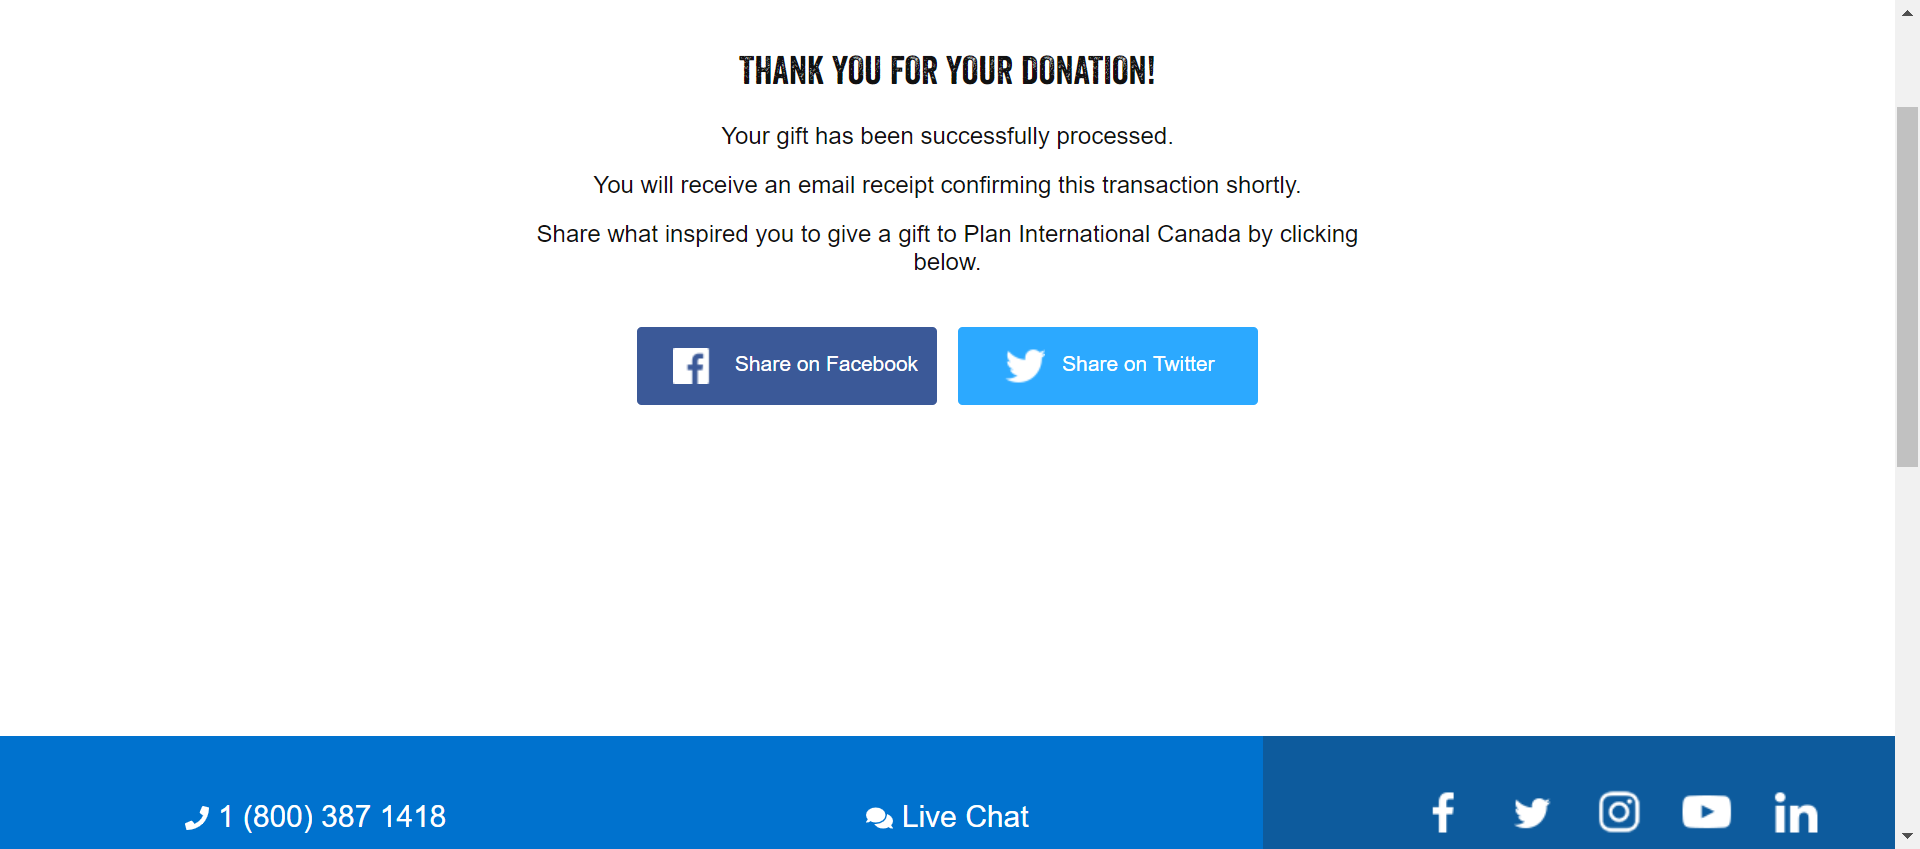 THANK YOU FOR YOUR DONATION!
Your gift has been successfully processed.
You will receive an email receipt confirming this transaction shortly.
Share what inspired you to give a gift to Plan International Canada by clicking
below.
Share on Facebook
Share on Twitter
1 (800) 387 1418
Live Chat